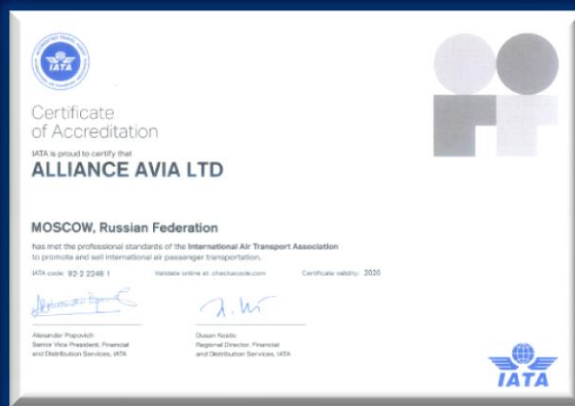 IATA
Certificate
of Accreditation
IATA is proud to certify that
ALLIANCE AVIA LTD
MOSCOW, Russian Federation
has met the professional standards of the International Air Transport Association
to promote and sell international air passenger transportation.
IATA code: 92-2 2248 1 Validate online at: checkacode.com Certificate validity: 2020
Alexander Popovich
Senior Vice President, Financial
and Distribution Services, IATA
Dusan Kostic
Regional Director, Financial
and Distribution Services, IATA
IATA